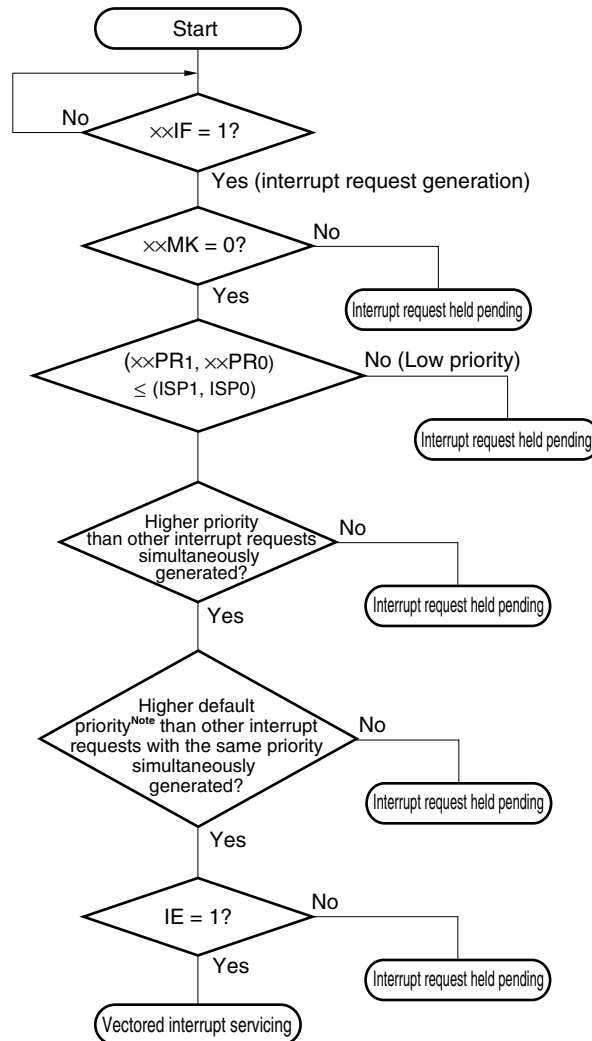 Start
No
××IF = 1?
Yes (interrupt request generation)
××MK = 0?
No
Yes
Interrupt request held pending
(××PR1, ××PR0)
≤ (ISP1, ISP0)
No (Low priority)
Interrupt request held pending
Higher priority
than other interrupt requests
simultaneously
generated?
No
Interrupt request held pending
Yes
Higher default
priorityNote than other interrupt
requests with the same priority
simultaneously
generated?
No
Interrupt request held pending
Yes
IE = 1?
No
Interrupt request held pending
Yes
Vectored interrupt servicing